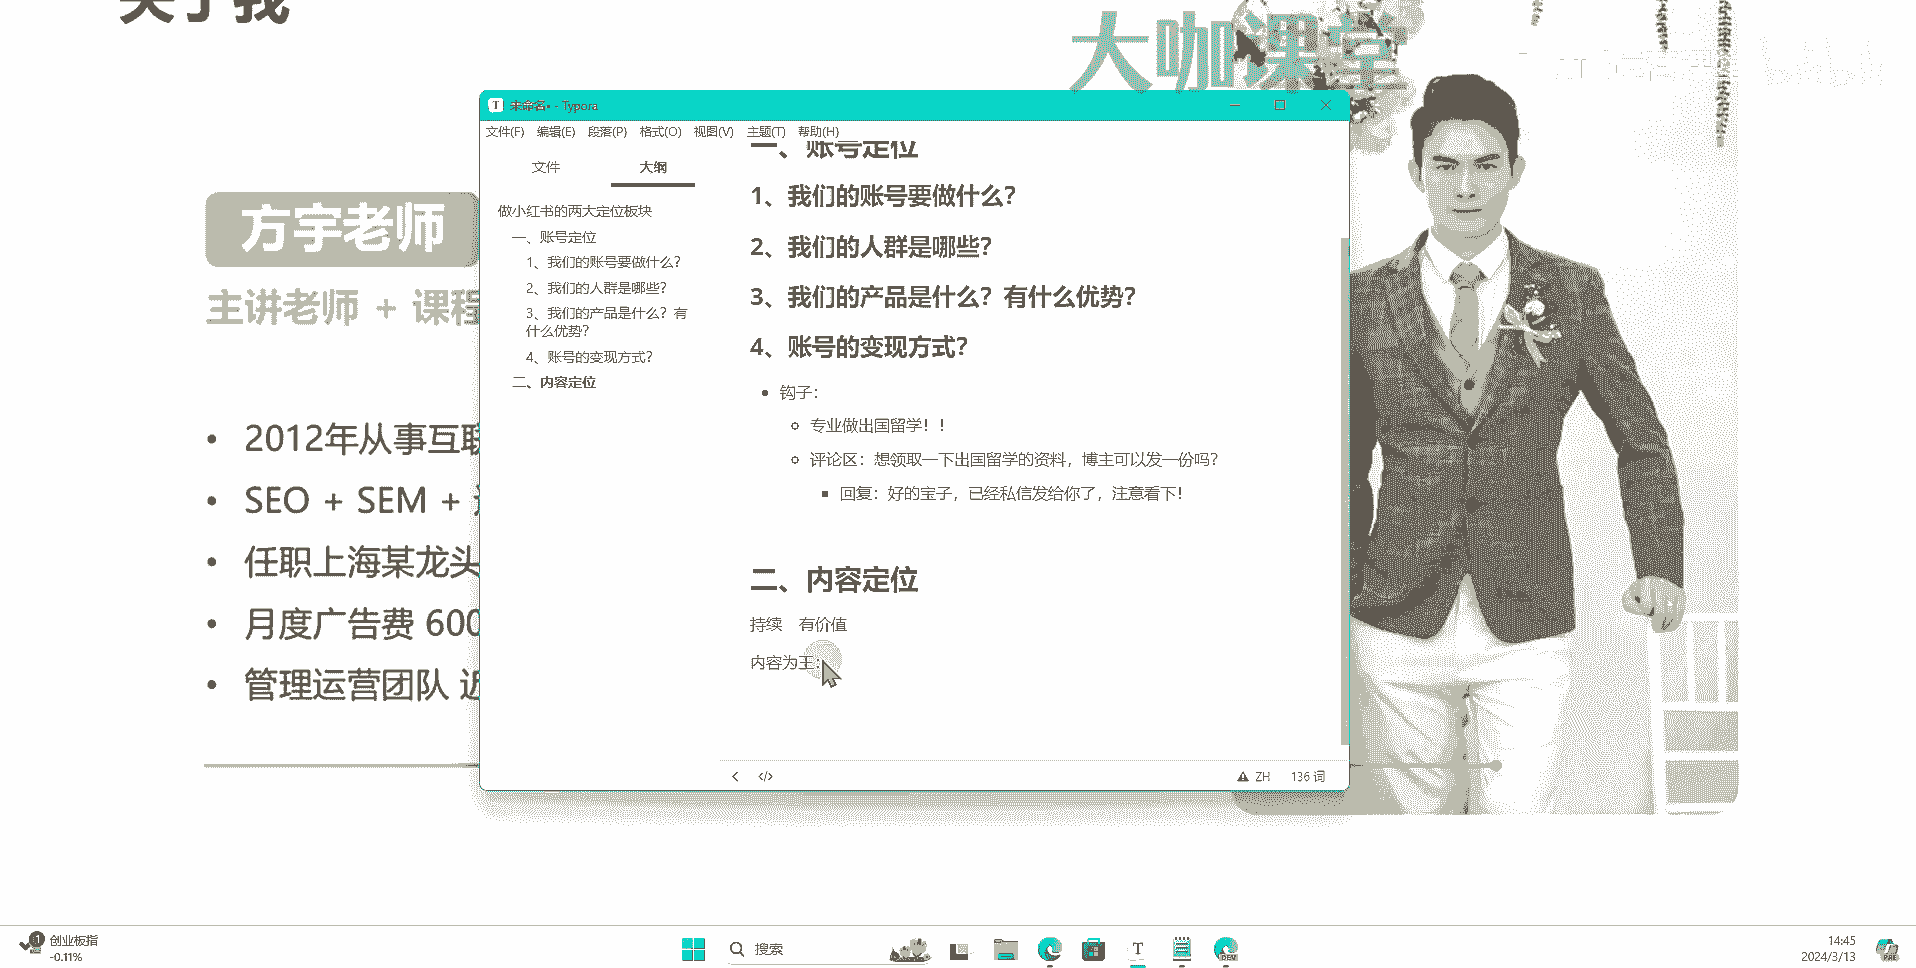 关于我
大咖课堂
bilibili
方宇老师
主讲老师 + 课程
• 2012年从事互联
• SEO + SEM +
• 任职上海某龙头
• 月度广告费 600
• 管理运营团队 近
未命名• - Typora
文件(F) 编辑(E) 段落(P) 格式(O) 视图(V) 主题(T) 帮助(H)
文件 大纲
做小红书的两大定位板块
一、账号定位
1、我们的账号要做什么?
2、我们的人群是哪些?
3、我们的产品是什么? 有
什么优势?
4、账号的变现方式?
二、内容定位
一、账号定位
1、我们的账号要做什么?
2、我们的人群是哪些?
3、我们的产品是什么? 有什么优势?
4、账号的变现方式?
• 钩子:
专业做出国留学! !
评论区: 想领取一下出国留学的资料, 博主可以发一份吗?
回复: 好的宝子, 已经私信发给你了, 注意看下!
二、内容定位
持续 有价值
内容为王:
ZH 136 词
1
创业板指
-0.11%
搜索
T
DEV
14:45
2024/3/13
PRE